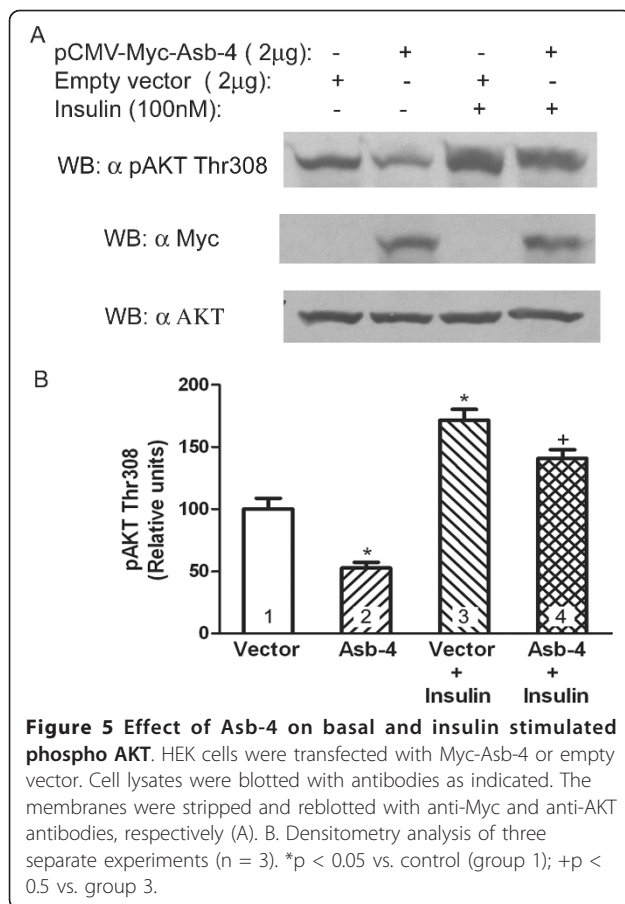 A
pCMV-Myc-Asb-4 ( 2μg): - + - +
Empty vector ( 2μg): + - + -
Insulin (100nM): - - + +
WB: α pAKT Thr308
WB: α Myc
WB: α AKT
B
pAKT Thr308
(Relative units)
200
150
100
50
0
* * +
1 2 3 4
Vector Asb-4 Vector + Insulin Asb-4 + Insulin
Figure 5 Effect of Asb-4 on basal and insulin stimulated
phospho AKT. HEK cells were transfected with Myc-Asb-4 or empty
vector. Cell lysates were blotted with antibodies as indicated. The
membranes were stripped and reblotted with anti-Myc and anti-AKT
antibodies, respectively (A). B. Densitometry analysis of three
separate experiments (n = 3). *p < 0.05 vs. control (group 1); +p <
0.5 vs. group 3.